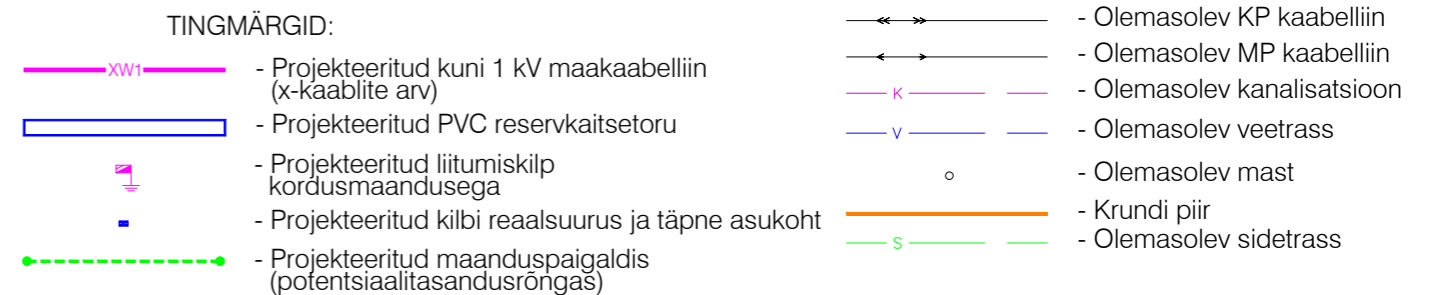 TINGMÄRGID:
XW1 - Projekteeritud kuni 1 kV maakaabelliin
(x-kaablite arv)
- Projekteeritud PVC reservkaitsetoru
- Projekteeritud liitumiskilp
kordusmaandusega
- Projekteeritud kilbi reaalsuurus ja täpne asukoht
- Projekteeritud maanduspaigaldis
(potentsiaalitasandusrõngas)
- Olemasolev KP kaabelliin
- Olemasolev MP kaabelliin
K - Olemasolev kanalisatsioon
V - Olemasolev veetrass
- Olemasolev mast
- Krundi piir
S - Olemasolev sidetrass